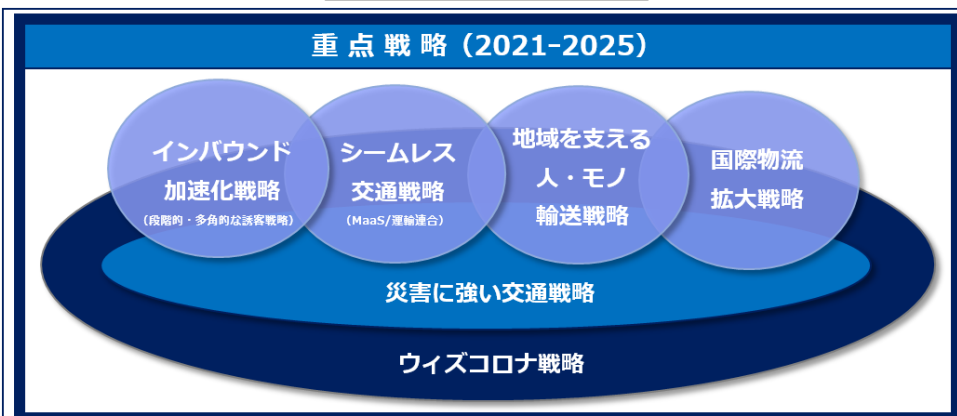 重点戦略（2021-2025）
インバウンド
加速化戦略
（段階的・多角的な誘客戦略）
シームレス
交通戦略
（MaaS/運輸連合）
地域を支える
人・モノ
輸送戦略
国際物流
拡大戦略
災害に強い交通戦略
ウィズコロナ戦略